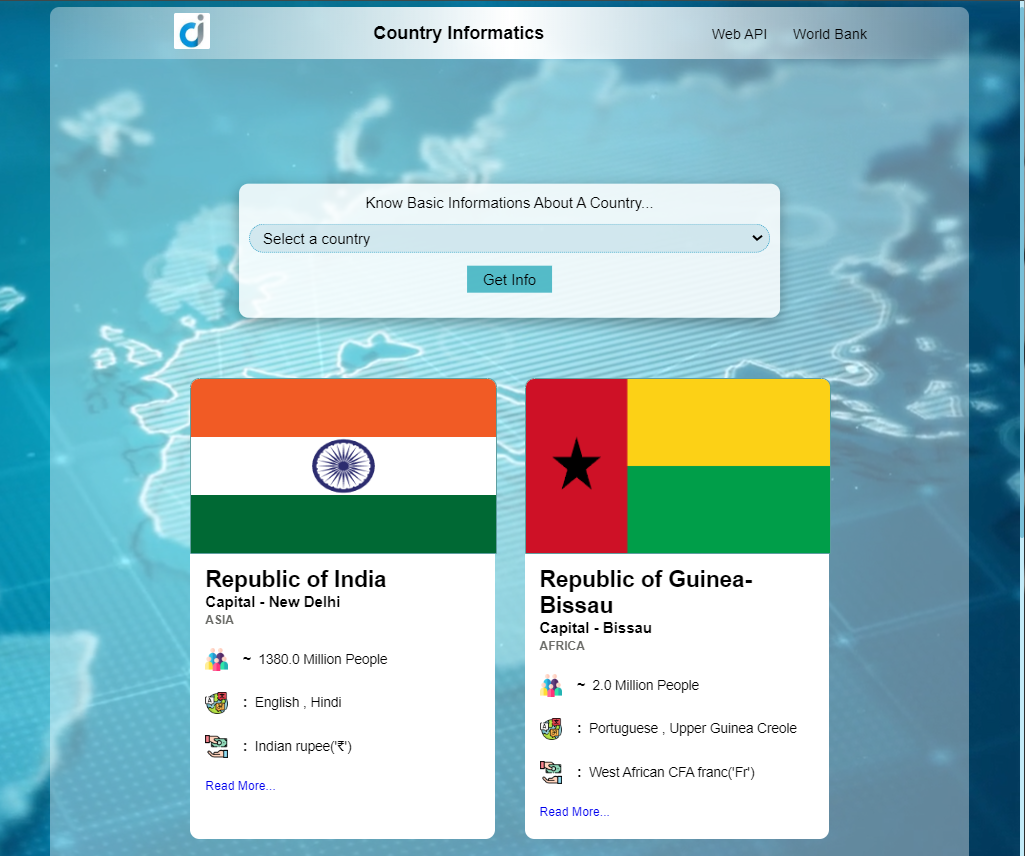 Country Informatics
Web API
World Bank
Know Basic Informations About A Country...
Select a country
Get Info
Republic of India
Capital - New Delhi
ASIA
~ 1380.0 Million People
: English , Hindi
: Indian rupee('₹')
Read More...
Republic of Guinea-
Bissau
Capital - Bissau
AFRICA
~ 2.0 Million People
: Portuguese , Upper Guinea Creole
: West African CFA franc('Fr')
Read More...